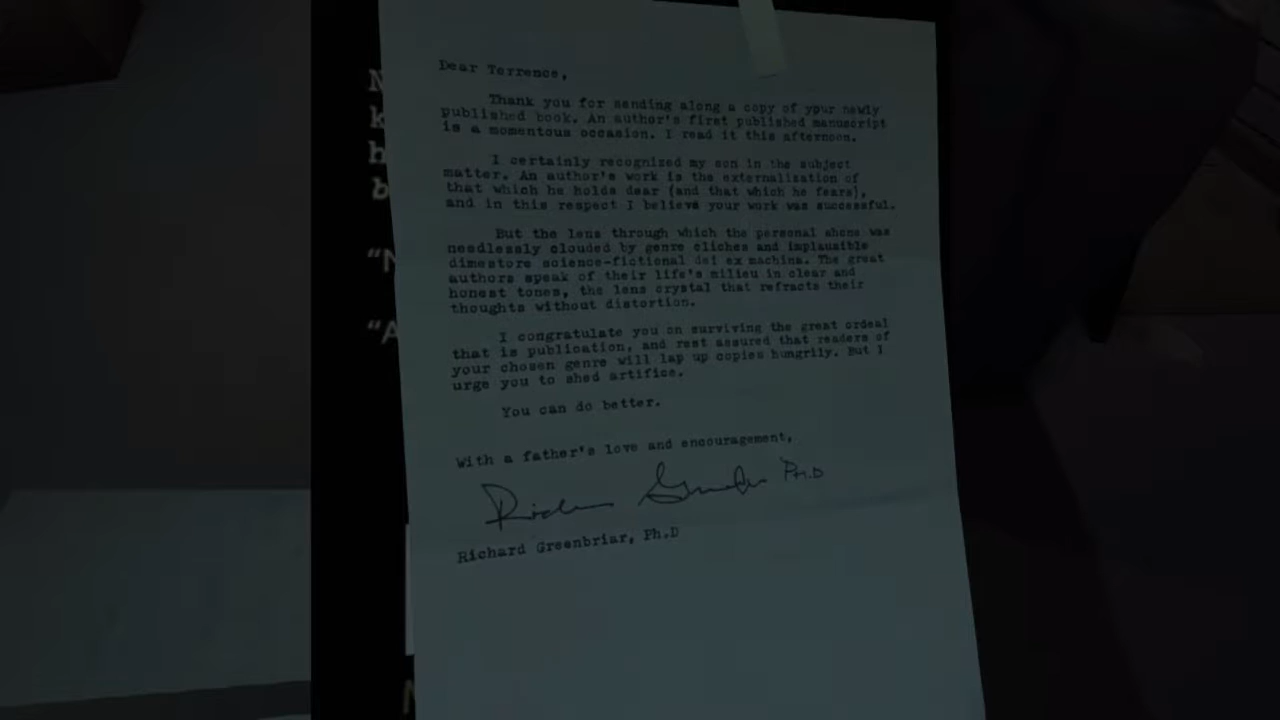 Dear Terrence,
Thank you for sending along a copy of your newly
published book. An author's first published manuscript
is a momentous occasion. I read it this afternoon.
I certainly recognized my son in the subject
matter. An author's work is the externalization of
that which he holds dear (and that which he fears),
and in this respect I believe your work was successful.
But the lens through which the personal shone was
needlessly clouded by genre cliches and implausible
dimestore science-fictional dei ex machina. The great
authors speak of their life's milieu in clear and
honest tones, the lens crystal that refracts their
thoughts without distortion.
I congratulate you on surviving the great ordeal
that is publication, and rest assured that readers of
your chosen genre will lap up copies hungrily. But I
urge you to shed artifice.
You can do better.
With a father's love and encouragement,
Ph.D
Richard Greenbriar, Ph.D
N
k
h
b
“N
“A